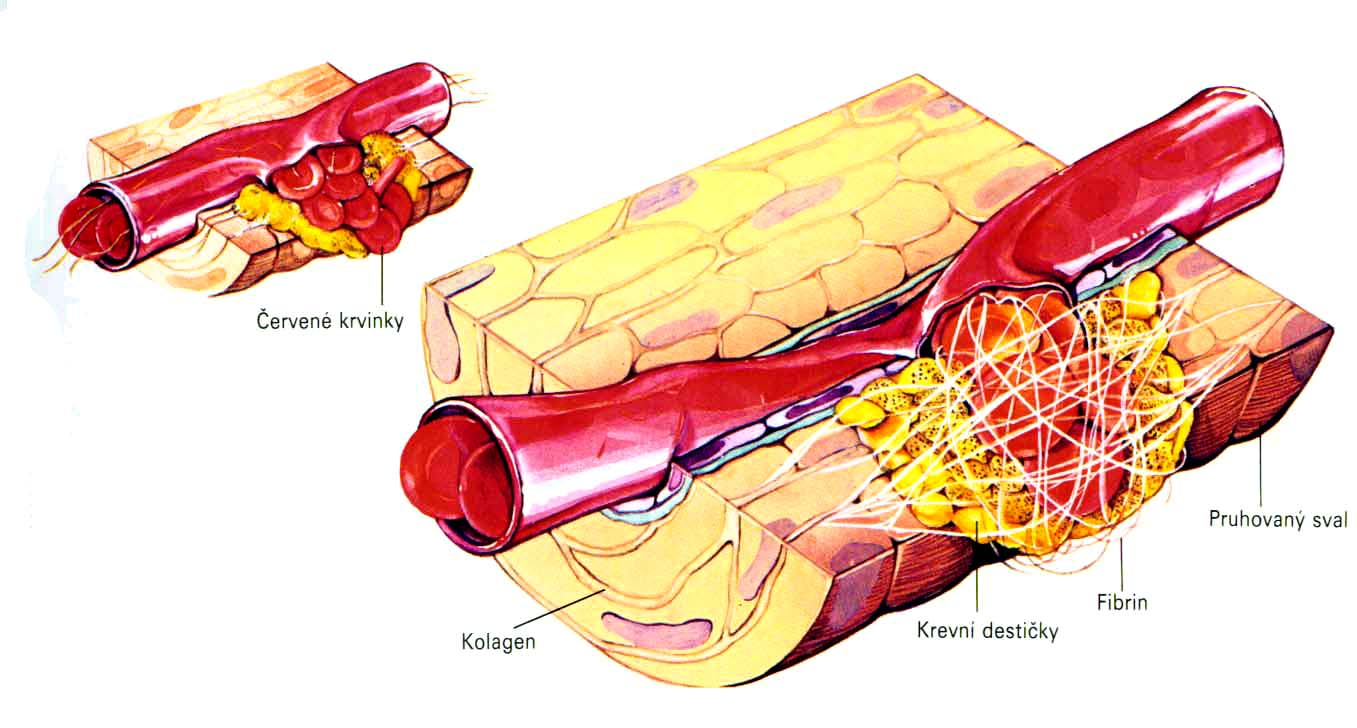 Červené krvinky
Pruhovaný sval
Fibrin
Krevní destičky
Kolagen